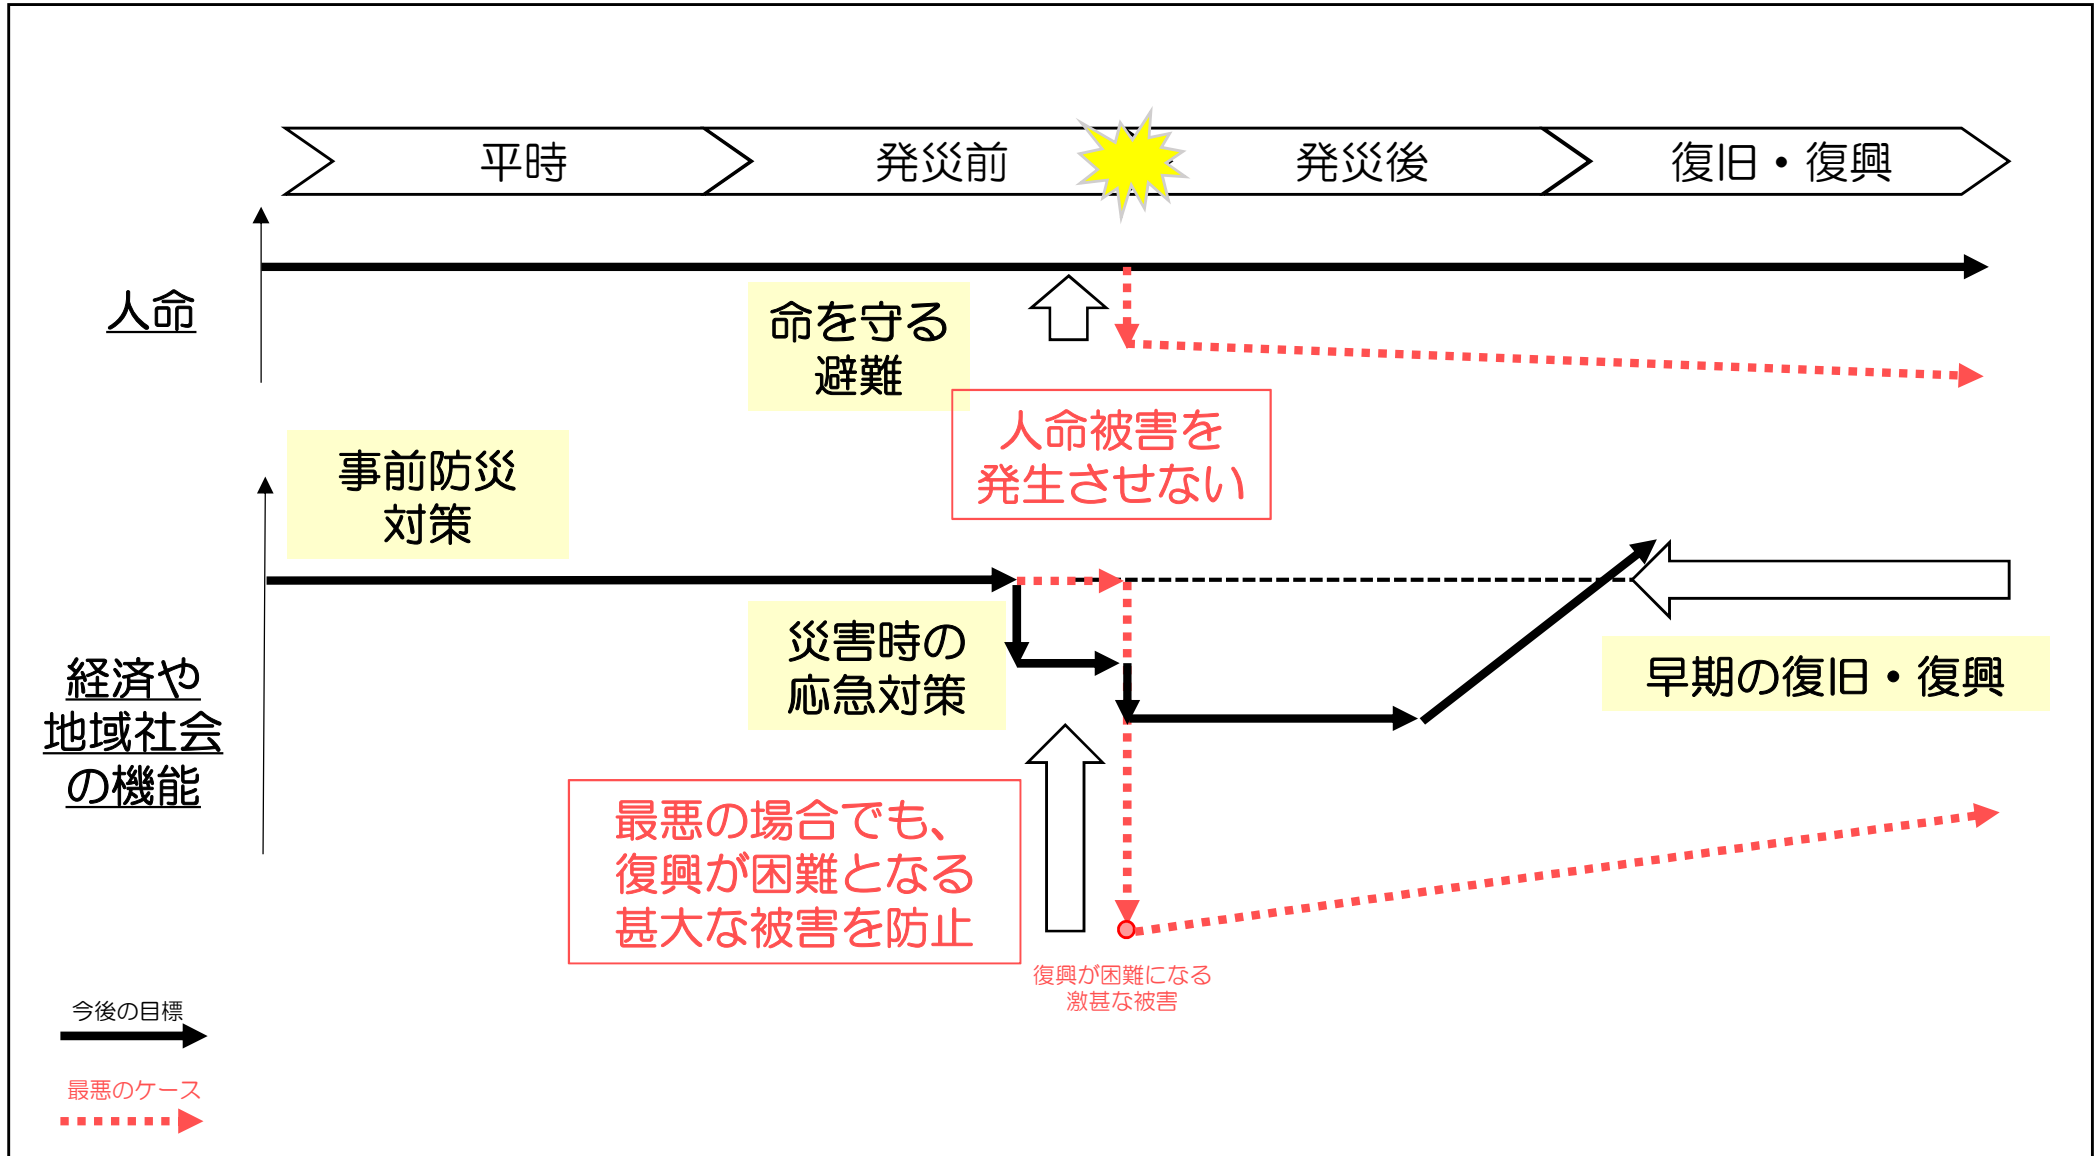 平時
発災前
発災後
復旧・復興
人命
命を守る
避難
人命被害を
発生させない
事前防災
対策
経済や
地域社会
の機能
災害時の
応急対策
早期の復旧・復興
最悪の場合でも、
復興が困難となる
甚大な被害を防止
復興が困難になる
激甚な被害
今後の目標
最悪のケース